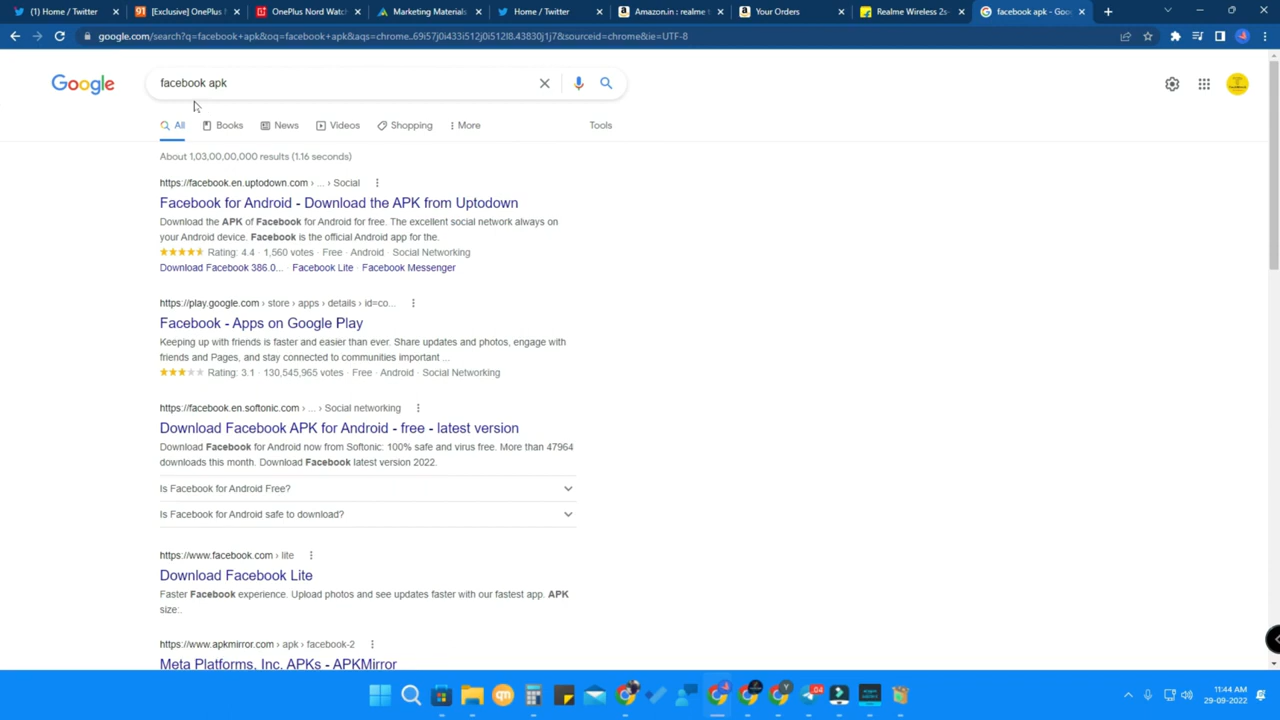 (1) Home / Twitter
[Exclusive] OnePlus N
OnePlus Nord Watch
Marketing Materials
Home / Twitter
Amazon.in : realme
Your Orders
Realme Wireless 2s
facebook apk - Goo
google.com/search?q=facebook+apk&oq=facebook+apk&aqs=chrome..69i57j0i433i512j0i512l8.43830j1j7&sourceid=chrome&ie=UTF-8
Google
facebook apk
All
Books
News
Videos
Shopping
More
Tools
About 1,03,00,00,000 results (1.16 seconds)
https://facebook.en.uptodown.com › ... › Social
Facebook for Android - Download the APK from Uptodown
Download the APK of Facebook for Android for free. The excellent social network always on
your Android device. Facebook is the official Android app for the.
Rating: 4.4 · 1,560 votes · Free · Android · Social Networking
Download Facebook 386.0... · Facebook Lite · Facebook Messenger
https://play.google.com › store › apps › details › id=co...
Facebook - Apps on Google Play
Keeping up with friends is faster and easier than ever. Share updates and photos, engage with
friends and Pages, and stay connected to communities important ...
Rating: 3.1 · 130,545,965 votes · Free · Android · Social Networking
https://facebook.en.softonic.com › ... › Social networking
Download Facebook APK for Android - free - latest version
Download Facebook for Android now from Softonic: 100% safe and virus free. More than 47964
downloads this month. Download Facebook latest version 2022.
Is Facebook for Android Free?
Is Facebook for Android safe to download?
https://www.facebook.com › lite
Download Facebook Lite
Faster Facebook experience. Upload photos and see updates faster with our fastest app. APK
size:.
https://www.apkmirror.com › apk › facebook-2
Meta Platforms, Inc. APKs - APKMirror
11:44 AM
29-09-2022